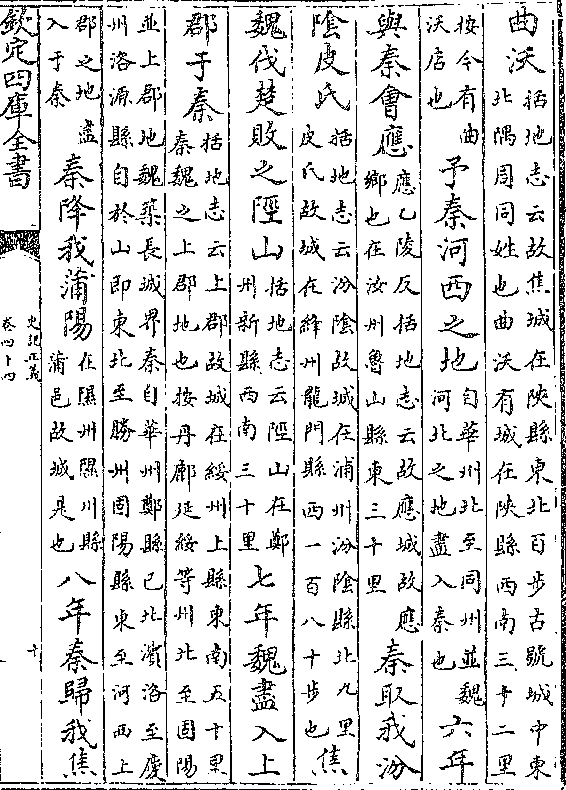 曲沃括地志云故焦城在陜縣東北百步古虢城中東
北隅周同姓也曲沃有城在陜縣西南三十二里
按今有曲
沃店也
予秦河西之地自華州北至同州並魏
河北之地盡入秦也
六年
與秦會應應乙陵反括地志云故應城故應
鄉也在汝州魯山縣東三十里
秦取我汾
陰皮氏括地志云汾陰故城在浦州汾陰縣北九里
皮氏故城在絳州龍門縣西一百八十步也
焦
魏伐楚敗之陘山括地志云陘山在鄭
州新縣西南三十里
七年魏盡入上
郡于秦括地志云上郡故城在綏州上縣東南五十里
秦魏之上郡地也按丹鄜延綏等州北至固陽
並上郡地魏築長城界秦自華州鄭縣已北濱洛至慶
州洛源縣白於山即東北至勝州固陽縣東至河西上
郡之地盡
入于秦
秦降我蒲陽在隰州隰川縣
蒲邑故城是也
八年秦歸我焦
欽定四庫全書
史記正義
卷四十四
十